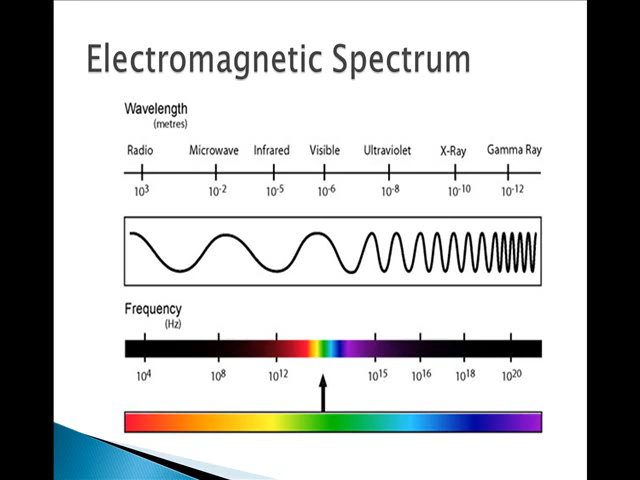 Electromagnetic Spectrum
Wavelength
(metres)
Radio Microwave Infrared Visible Ultraviolet X-Ray Gamma Ray
10³ 10⁻² 10⁻⁵ 10⁻⁶ 10⁻⁸ 10⁻¹⁰ 10⁻¹²
Frequency
(Hz)
10⁴ 10⁸ 10¹² 10¹⁵ 10¹⁶ 10¹⁸ 10²⁰